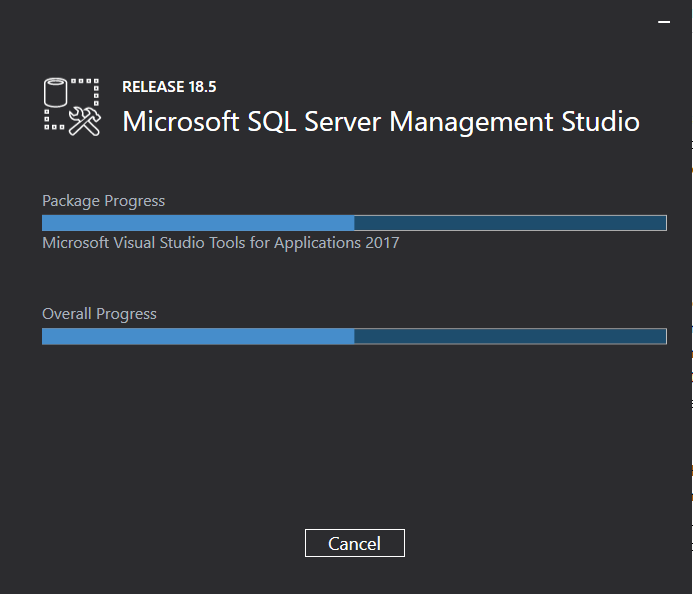 RELEASE 18.5
Microsoft SQL Server Management Studio
Package Progress
Microsoft Visual Studio Tools for Applications 2017
Overall Progress
Cancel